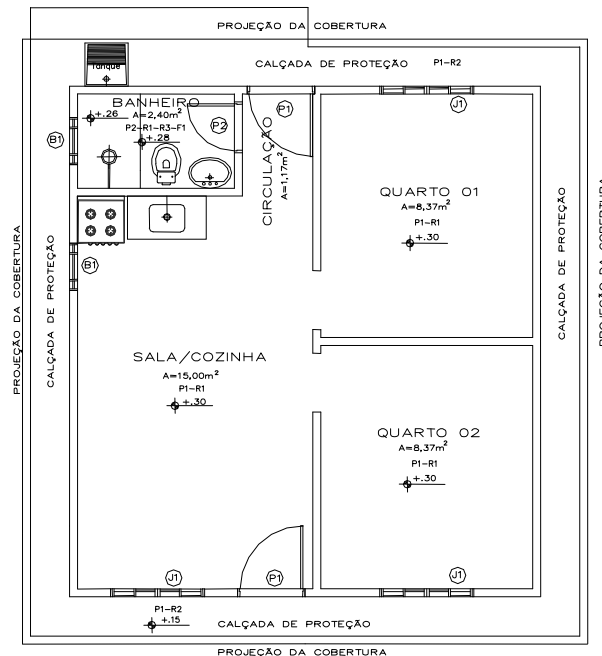 PROJEÇÃO DA COBERTURA
CALÇADA DE PROTEÇÃO P1-R2
Tanque
BANHEIRO
A=2,40m²
P2-R1-R3-F1
+.26
+.28
P2
P1
J1
B1
CIRCULAÇÃO
A=1,17m²
QUARTO 01
A=8,37m²
P1-R1
+.30
B1
PROJEÇÃO DA COBERTURA
CALÇADA DE PROTEÇÃO
CALÇADA DE PROTEÇÃO
PROJEÇÃO DA COBERTURA
SALA/COZINHA
A=15,00m²
P1-R1
+.30
QUARTO 02
A=8,37m²
P1-R1
+.30
J1
P1
J1
P1-R2
+.15
CALÇADA DE PROTEÇÃO
PROJEÇÃO DA COBERTURA